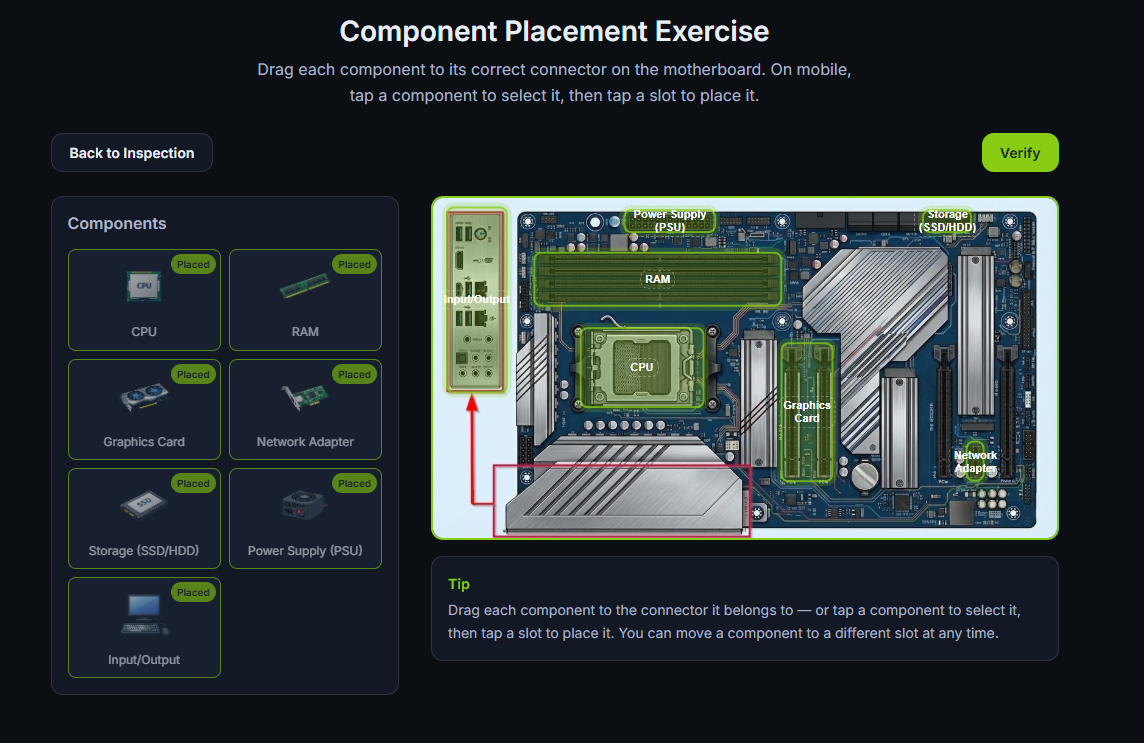 Component Placement Exercise
Drag each component to its correct connector on the motherboard. On mobile,
tap a component to select it, then tap a slot to place it.
Back to Inspection
Verify
Components
Placed
CPU
CPU
Placed
RAM
Placed
Graphics Card
Placed
Network Adapter
Placed
Storage (SSD/HDD)
Placed
Power Supply (PSU)
Placed
Input/Output
Power Supply
(PSU)
Storage
(SSD/HDD)
RAM
Input/Output
CPU
Graphics
Card
Network
Adapter
Tip
Drag each component to the connector it belongs to — or tap a component to select it,
then tap a slot to place it. You can move a component to a different slot at any time.